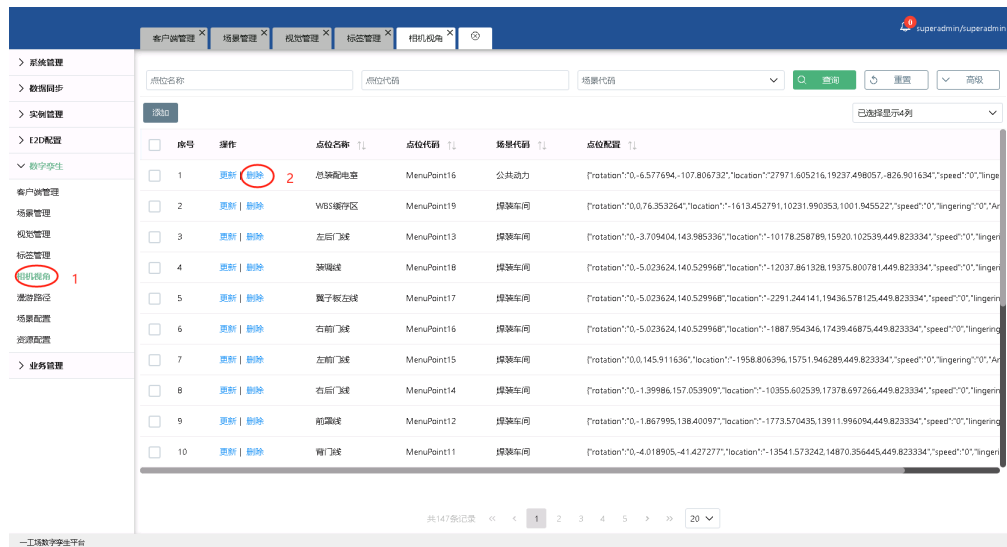 客户端管理 × 场景管理 × 视觉管理 × 标签管理 × 相机视角 × 9 superadmin/superadmin
系统管理
数据同步
实例管理
E2D配置
数字孪生
客户端管理
场景管理
视觉管理
标签管理
相机视角 1
漫游路径
场景配置
资源配置
业务管理
点位名称 点位代码 场景代码 查询 重置 高级
添加 已选择显示4列
序号 操作 点位名称 点位代码 场景代码 点位配置
1 更新 | 删除 2 总装配电室 MenuPoint16 公共动力 {"rotation":"0,-6.577694,-107.806732","location":"27971.605216,19237.498057,-826.901634","speed":"0","linge
2 更新 | 删除 WBS缓存区 MenuPoint19 焊装车间 {"rotation":"0,0,76.353264","location":"-1613.452791,10231.990353,1001.945522","speed":"0","lingering":"0","Ar
3 更新 | 删除 左后门线 MenuPoint13 焊装车间 {"rotation":"0,-3.709404,143.985336","location":"-10178.258789,15920.102539,449.823334","speed":"0","lingeri
4 更新 | 删除 装调线 MenuPoint18 焊装车间 {"rotation":"0,-5.023624,140.529968","location":"-12037.861328,19375.800781,449.823334","speed":"0","lingeri
5 更新 | 删除 翼子板左线 MenuPoint17 焊装车间 {"rotation":"0,-5.023624,140.529968","location":"-2291.244141,19436.578125,449.823334","speed":"0","lingerin
6 更新 | 删除 右前门线 MenuPoint16 焊装车间 {"rotation":"0,-5.023624,140.529968","location":"-1887.954346,17439.46875,449.823334","speed":"0","lingering
7 更新 | 删除 左前门线 MenuPoint15 焊装车间 {"rotation":"0,0,145.911636","location":"-1958.806396,15751.946289,449.823334","speed":"0","lingering":"0","Ar
8 更新 | 删除 右后门线 MenuPoint14 焊装车间 {"rotation":"0,-1.39986,157.053909","location":"-10355.602539,17378.697266,449.823334","speed":"0","lingerin
9 更新 | 删除 前罩线 MenuPoint12 焊装车间 {"rotation":"0,-1.867995,138.40097","location":"-1773.570435,13911.996094,449.823334","speed":"0","lingering
10 更新 | 删除 背门线 MenuPoint11 焊装车间 {"rotation":"0,-4.018905,-41.427277","location":"-13541.573242,14870.356445,449.823334","speed":"0","lingeri
共147条记录 << < 1 2 3 4 5 > >> 20
一工场数字孪生平台